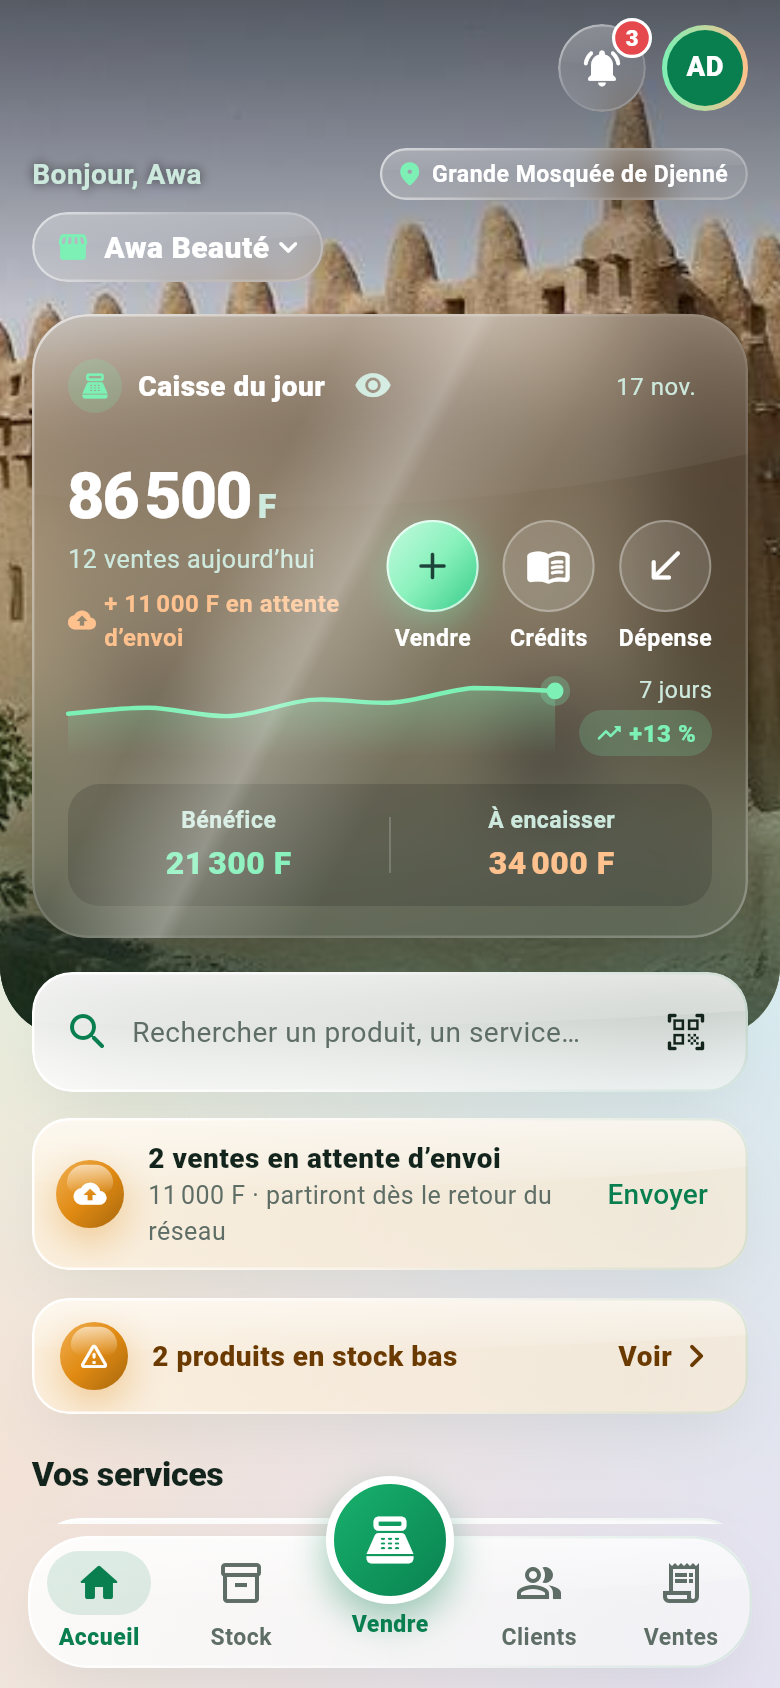 3
AD
Bonjour, Awa
Grande Mosquée de Djenné
Awa Beauté
Caisse du jour
17 nov.
86 500 F
12 ventes aujourd’hui
+ 11 000 F en attente
d’envoi
Vendre
Crédits
Dépense
7 jours
+13 %
Bénéfice
21 300 F
À encaisser
34 000 F
Rechercher un produit, un service…
2 ventes en attente d’envoi
11 000 F · partiront dès le retour du
réseau
Envoyer
2 produits en stock bas
Voir
Vos services
Accueil
Stock
Vendre
Clients
Ventes